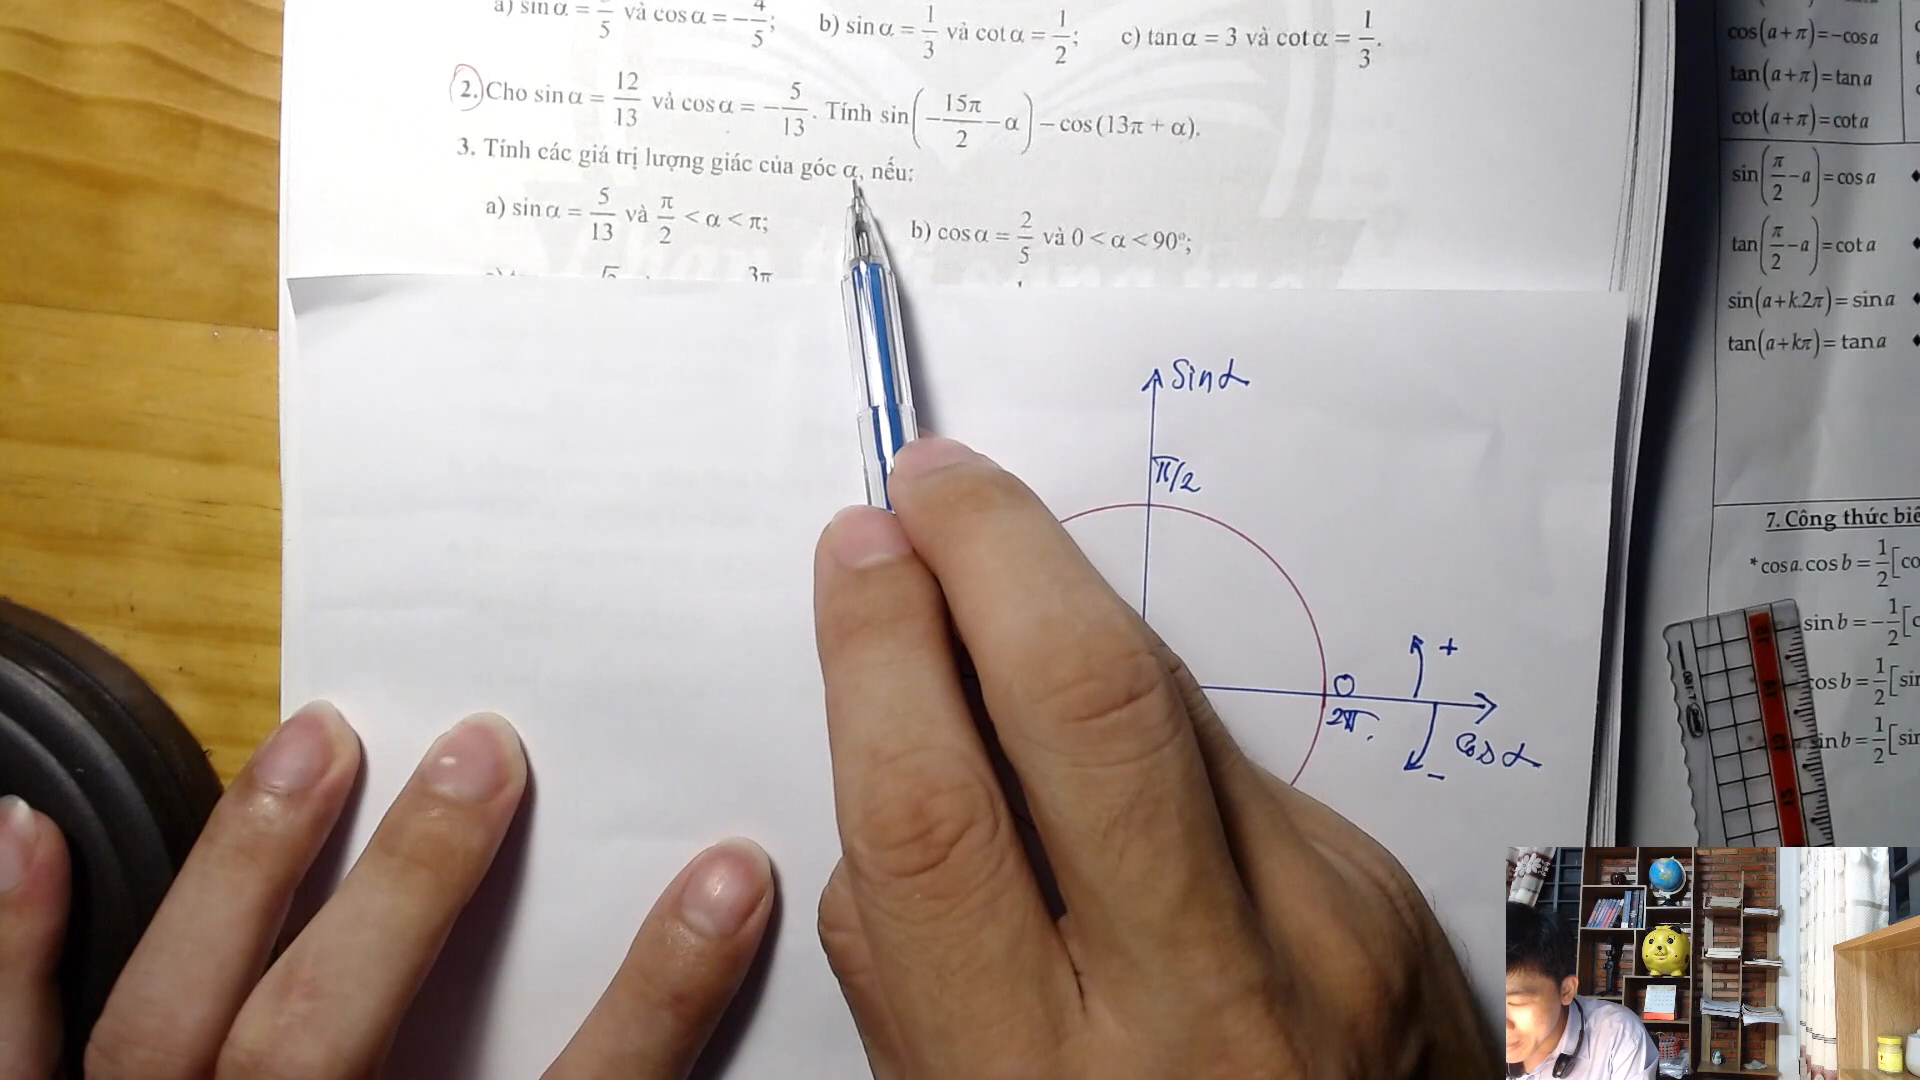 a) sin α = /5 và cos α = −4/5; b) sin α = 1/3 và cot α = 1/2; c) tan α = 3 và cot α = 1/3.
2. Cho sin α = 12/13 và cos α = −5/13. Tính sin(−15π/2 − α) − cos(13π + α).
3. Tính các giá trị lượng giác của góc α, nếu:
a) sin α = 5/13 và π/2 < α < π; b) cos α = 2/5 và 0 < α < 90°;
3π
sin α
π/2
+
0
2π.
cos α
−
cos(a+π)=−cos a
tan(a+π)=tan a
cot(a+π)=cot a
sin(π/2−a)=cos a
tan(π/2−a)=cot a
sin(a+k.2π)=sin a
tan(a+kπ)=tan a
7. Công thức biế
*cos a.cos b = 1/2[co
sin b = −1/2[c
cos b = 1/2[sin
sin b = 1/2[sin